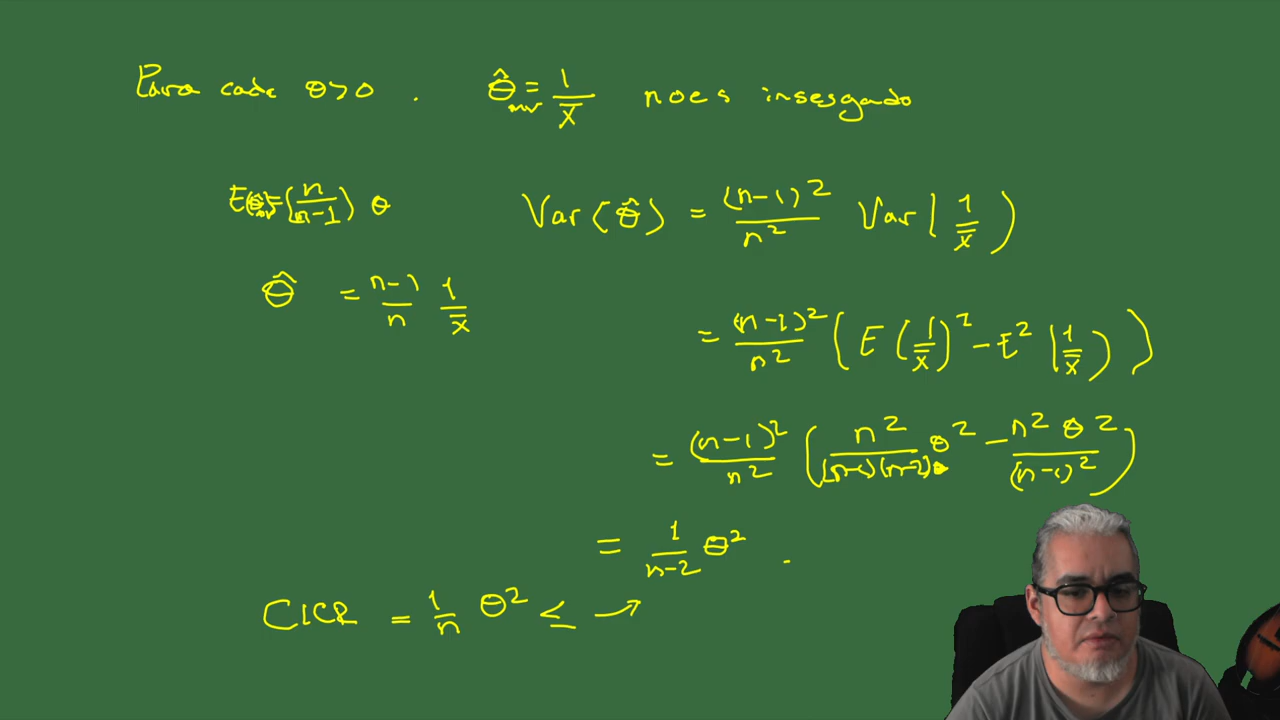 Para cada θ>0 . θ̂_MV = 1/x̄ no es insesgado
E(θ̂_MV) = (n/(n-1)) θ
θ̂ = (n-1)/n 1/x̄
Var(θ̂) = (n-1)²/n² Var(1/x̄)
= (n-1)²/n² (E(1/x̄)² - E²(1/x̄))
= (n-1)²/n² (n²/((n-1)(n-2)) θ² - n²θ²/(n-1)²)
= 1/(n-2) θ² .
CICR = 1/n θ² ≤ →